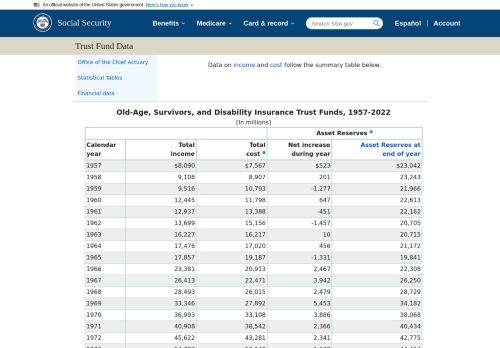 An official website of the United States government Here's how you know
Social Security
Benefits
Medicare
Card & record
Search SSA.gov
Español
Account
Trust Fund Data
Office of the Chief Actuary
Statistical Tables
Financial data
Data on income and cost follow the summary table below.
Old-Age, Survivors, and Disability Insurance Trust Funds, 1957-2022
[In millions]
Asset Reserves a
Calendar year Total income Total cost a Net increase during year Asset Reserves at end of year
1957 $8,090 $7,567 $523 $23,042
1958 9,108 8,907 201 23,243
1959 9,516 10,793 -1,277 21,966
1960 12,445 11,798 647 22,613
1961 12,937 13,388 -451 22,162
1962 13,699 15,156 -1,457 20,705
1963 16,227 16,217 10 20,715
1964 17,476 17,020 456 21,172
1965 17,857 19,187 -1,331 19,841
1966 23,381 20,913 2,467 22,308
1967 26,413 22,471 3,942 26,250
1968 28,493 26,015 2,479 28,729
1969 33,346 27,892 5,453 34,182
1970 36,993 33,108 3,886 38,068
1971 40,908 38,542 2,366 40,434
1972 45,622 43,281 2,341 42,775